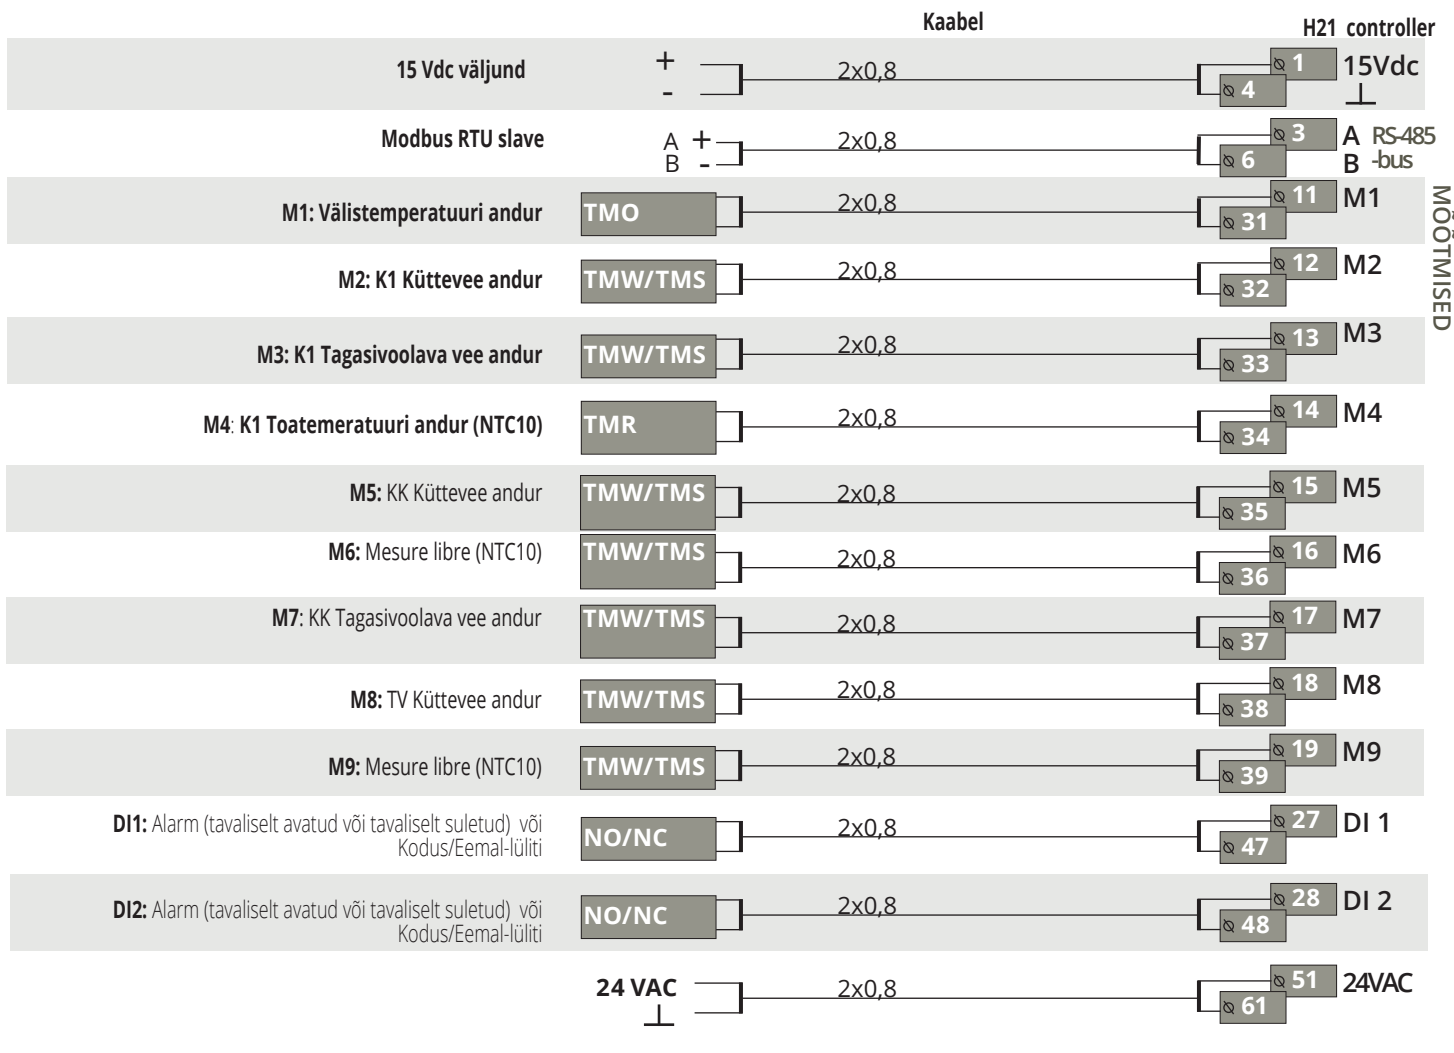 Kaabel
H21 controller
15 Vdc väljund
+
-
2x0,8
1
4
15Vdc
Modbus RTU slave
A +
B -
2x0,8
3
6
A RS-485
B -bus
MÕÕTMISED
M1: Välistemperatuuri andur
TMO
2x0,8
11
31
M1
M2: K1 Küttevee andur
TMW/TMS
2x0,8
12
32
M2
M3: K1 Tagasivoolava vee andur
TMW/TMS
2x0,8
13
33
M3
M4: K1 Toatemeratuuri andur (NTC10)
TMR
2x0,8
14
34
M4
M5: KK Küttevee andur
TMW/TMS
2x0,8
15
35
M5
M6: Mesure libre (NTC10)
TMW/TMS
2x0,8
16
36
M6
M7: KK Tagasivoolava vee andur
TMW/TMS
2x0,8
17
37
M7
M8: TV Küttevee andur
TMW/TMS
2x0,8
18
38
M8
M9: Mesure libre (NTC10)
TMW/TMS
2x0,8
19
39
M9
DI1: Alarm (tavaliselt avatud või tavaliselt suletud) või
Kodus/Eemal-lüliti
NO/NC
2x0,8
27
47
DI 1
DI2: Alarm (tavaliselt avatud või tavaliselt suletud) või
Kodus/Eemal-lüliti
NO/NC
2x0,8
28
48
DI 2
24 VAC
2x0,8
51
61
24VAC